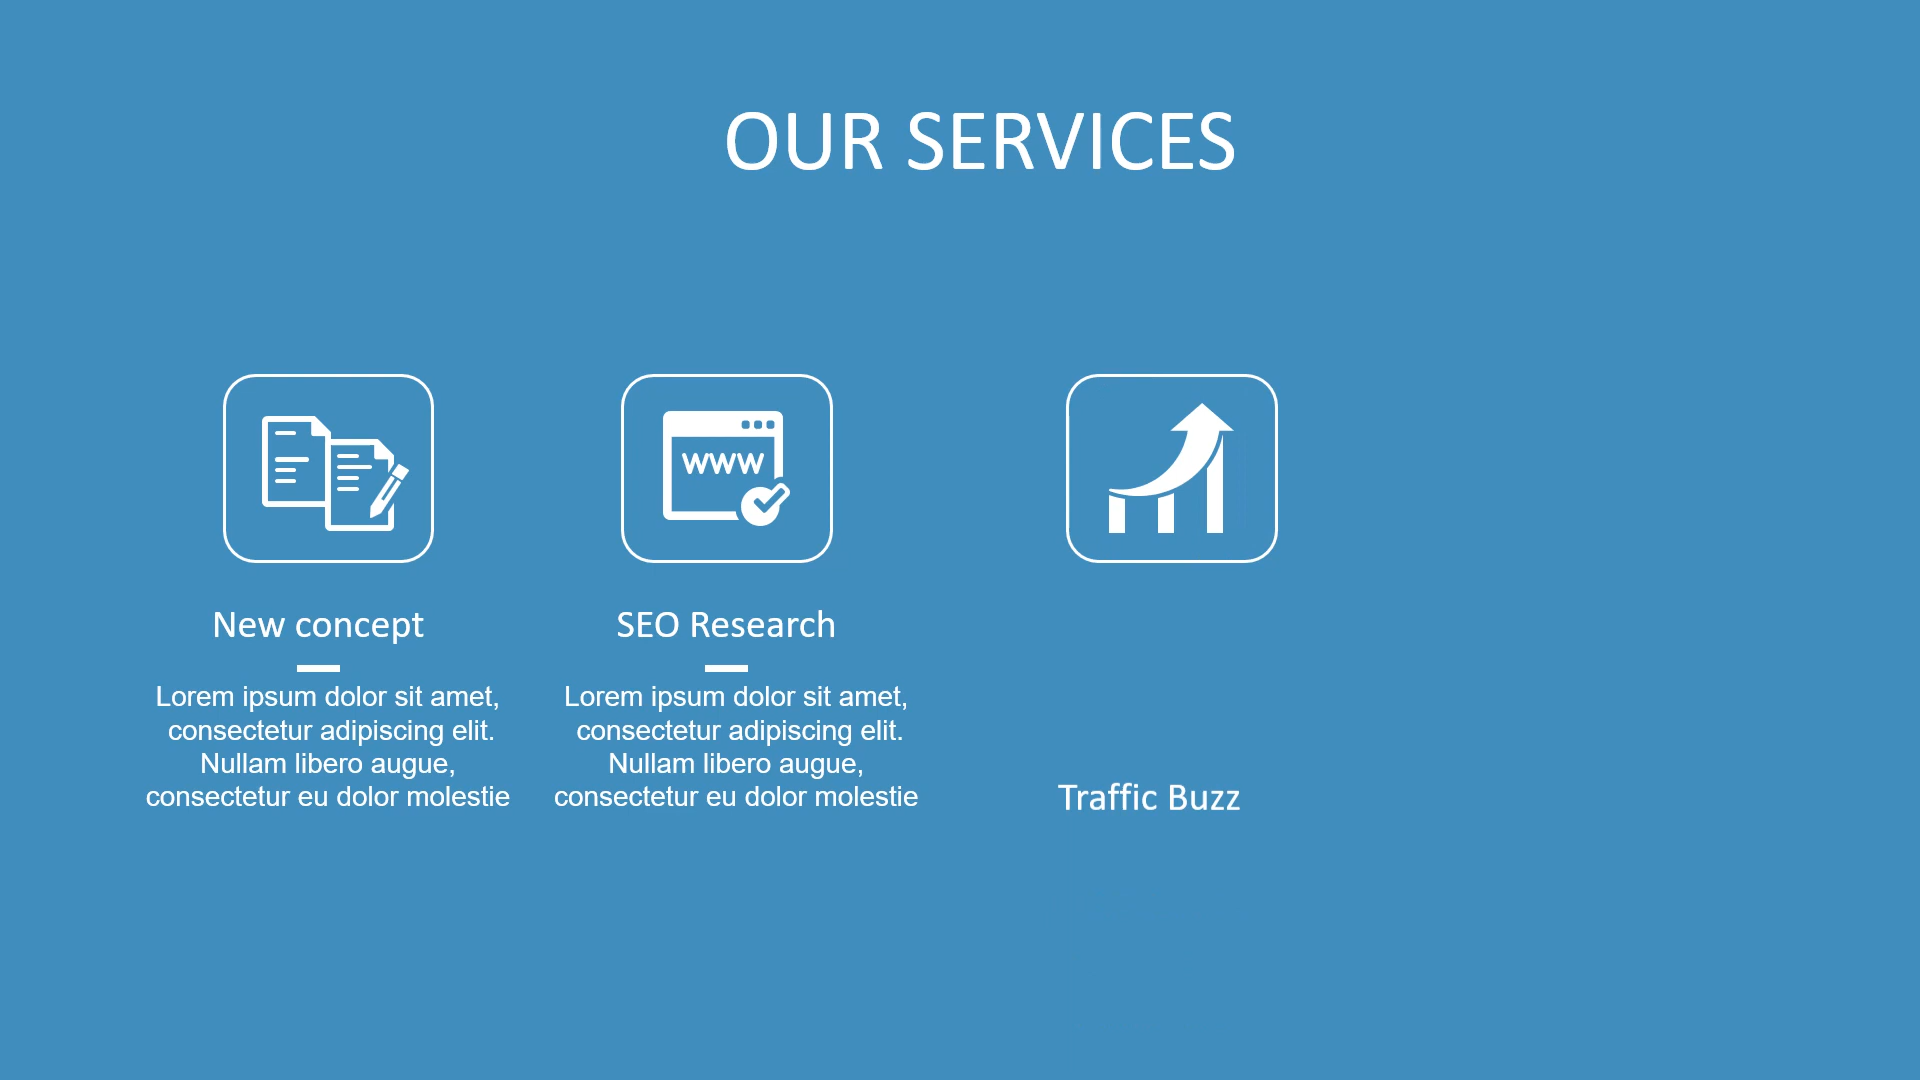 OUR SERVICES
www
New concept
Lorem ipsum dolor sit amet,
consectetur adipiscing elit.
Nullam libero augue,
consectetur eu dolor molestie
SEO Research
Lorem ipsum dolor sit amet,
consectetur adipiscing elit.
Nullam libero augue,
consectetur eu dolor molestie
Traffic Buzz